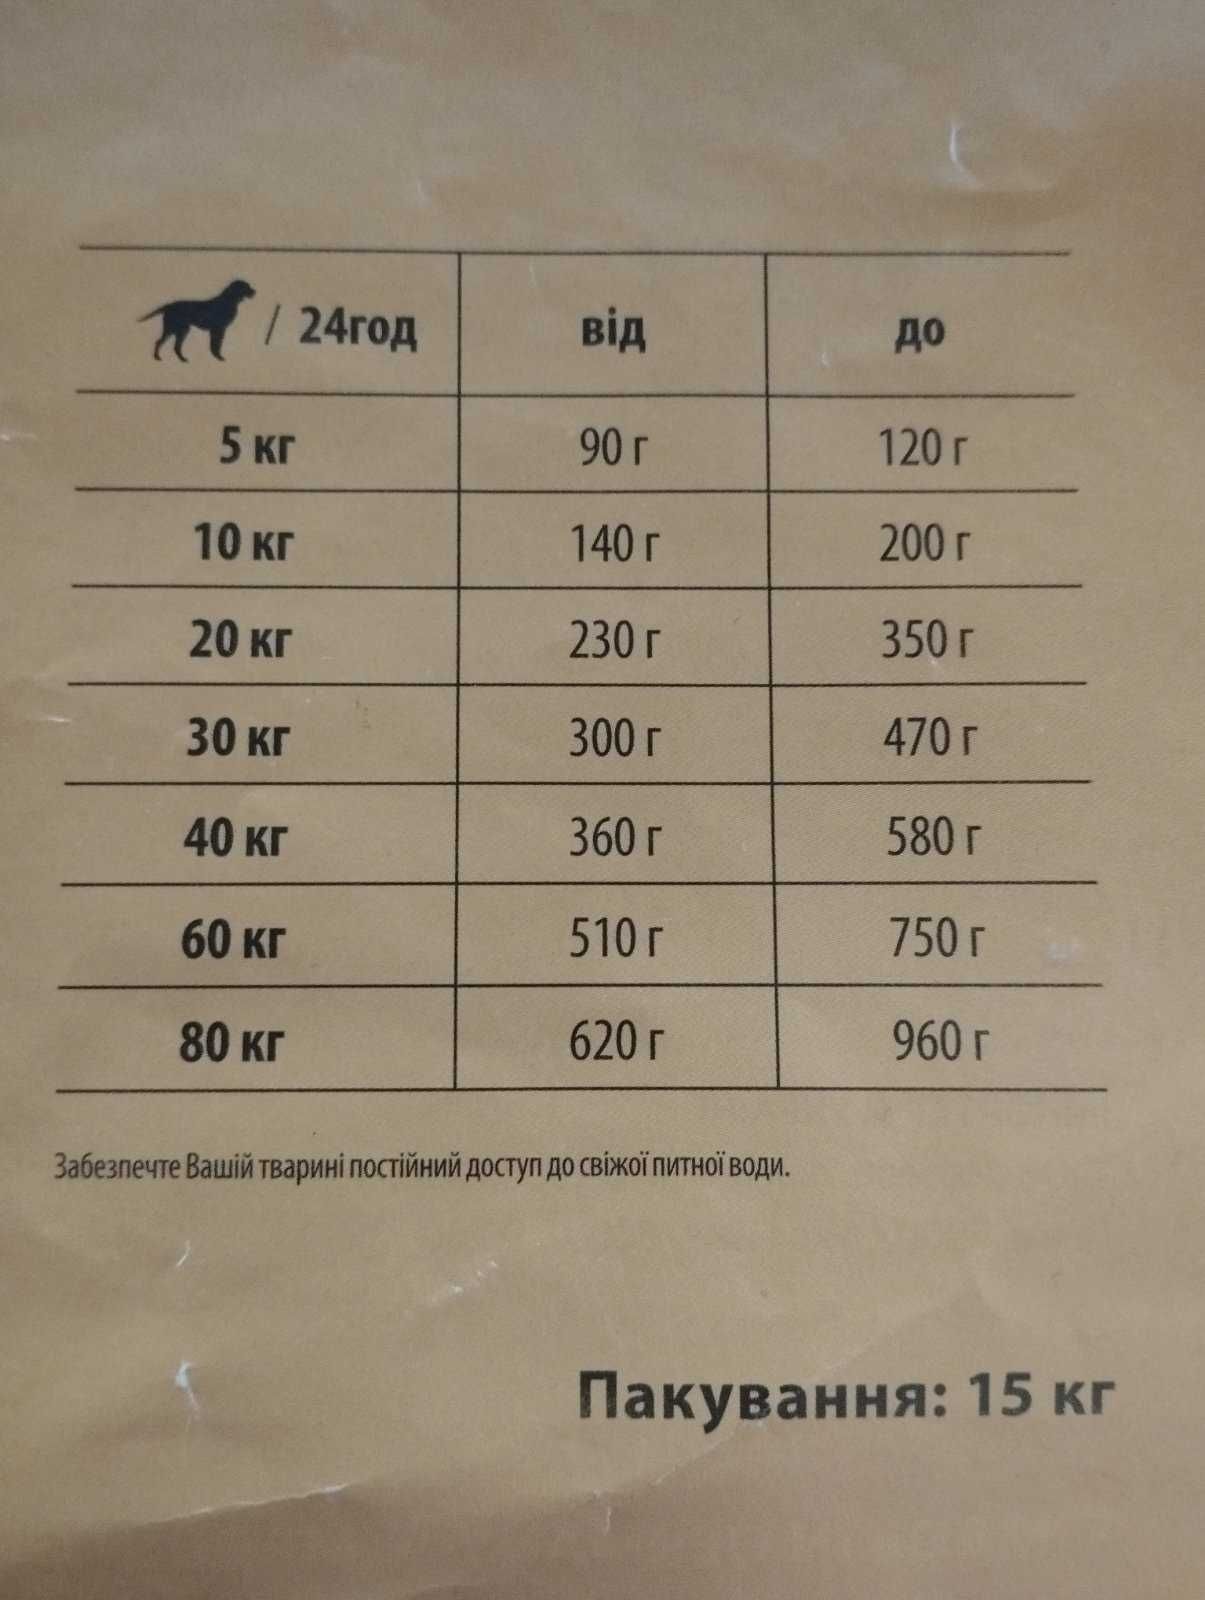 / 24год від до
5 кг 90 г 120 г
10 кг 140 г 200 г
20 кг 230 г 350 г
30 кг 300 г 470 г
40 кг 360 г 580 г
60 кг 510 г 750 г
80 кг 620 г 960 г
Забезпечте Вашій тварині постійний доступ до свіжої питної води.
Пакування: 15 кг